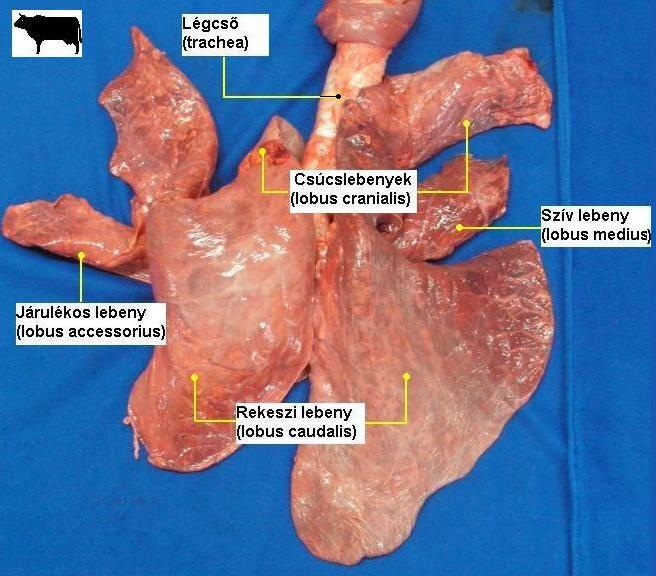 Légcső
(trachea)
Csúcslebenyek
(lobus cranialis)
Szív lebeny
(lobus medius)
Járulékos lebeny
(lobus accessorius)
Rekeszi lebeny
(lobus caudalis)